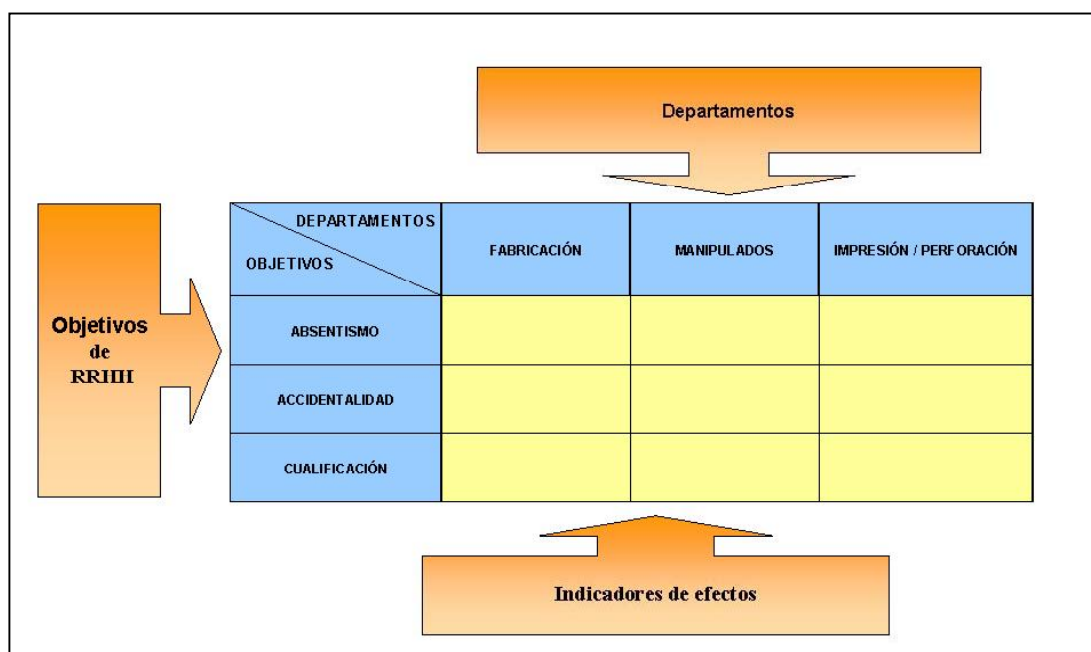 Departamentos
Objetivos
de
RRHH
DEPARTAMENTOS
OBJETIVOS
FABRICACIÓN
MANIPULADOS
IMPRESIÓN / PERFORACIÓN
ABSENTISMO
ACCIDENTALIDAD
CUALIFICACIÓN
Indicadores de efectos